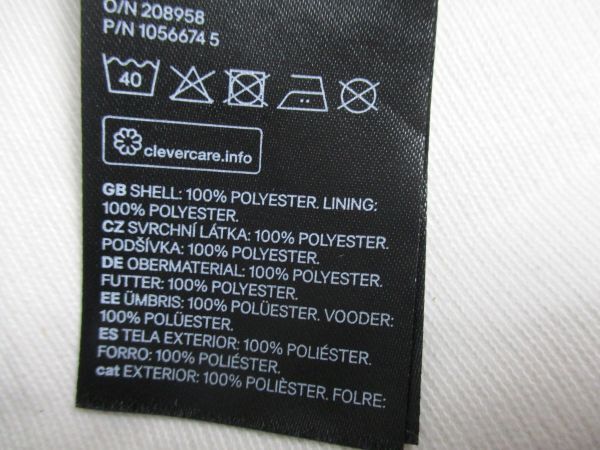 O/N 208958
P/N 1056674 5
40
clevercare.info
GB SHELL: 100% POLYESTER. LINING:
100% POLYESTER.
CZ SVRCHNÍ LÁTKA: 100% POLYESTER.
PODŠÍVKA: 100% POLYESTER.
DE OBERMATERIAL: 100% POLYESTER.
FUTTER: 100% POLYESTER.
EE ÜMBRIS: 100% POLÜESTER. VOODER:
100% POLÜESTER.
ES TELA EXTERIOR: 100% POLIÉSTER.
FORRO: 100% POLIÉSTER.
cat EXTERIOR: 100% POLIÈSTER. FOLRE: